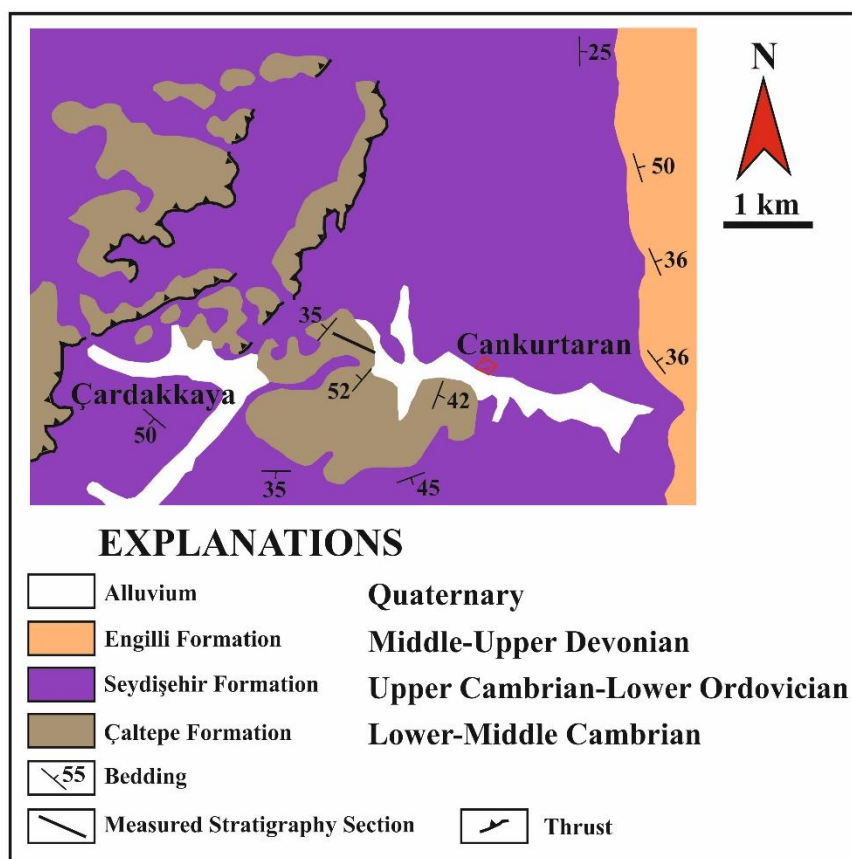 N
1 km
25
50
36
36
35
Cankurtaran
Çardakkaya
52
42
50
35
45
EXPLANATIONS
Alluvium Quaternary
Engilli Formation Middle-Upper Devonian
Seydişehir Formation Upper Cambrian-Lower Ordovician
Çaltepe Formation Lower-Middle Cambrian
55 Bedding
Measured Stratigraphy Section Thrust